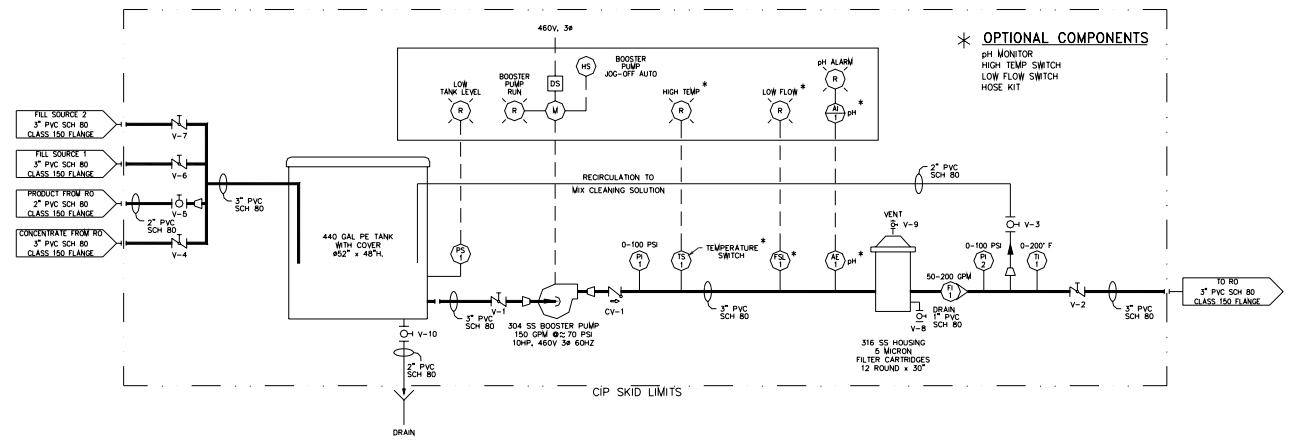 460V, 3ø
✳ OPTIONAL COMPONENTS
pH MONITOR
HIGH TEMP SWITCH
LOW FLOW SWITCH
HOSE KIT
BOOSTER
PUMP
JOG-OFF AUTO
HS
DS
LOW
TANK LEVEL
R
BOOSTER
PUMP
RUN
R
M
HIGH TEMP *
R
LOW FLOW *
R
pH ALARM
R
AI
1
pH
*
FILL SOURCE 2
3" PVC SCH 80
CLASS 150 FLANGE
V-7
FILL SOURCE 1
3" PVC SCH 80
CLASS 150 FLANGE
V-6
PRODUCT FROM RO
2" PVC SCH 80
CLASS 150 FLANGE
V-5
2" PVC
SCH 80
CONCENTRATE FROM RO
3" PVC SCH 80
CLASS 150 FLANGE
V-4
3" PVC
SCH 80
440 GAL PE TANK
WITH COVER
ø52" x 48"H.
RECIRCULATION TO
MIX CLEANING SOLUTION
2" PVC
SCH 80
PS
1
0-100 PSI
PI
1
TS
1
TEMPERATURE *
SWITCH
FSL
1
*
AE
1
pH *
VENT
V-9
V-3
50-200 GPM
FI
1
0-100 PSI
PI
2
0-200° F
TI
1
3" PVC
SCH 80
V-1
304 SS BOOSTER PUMP
150 GPM @≈ 70 PSI
10HP, 460V 3ø 60HZ
CV-1
3" PVC
SCH 80
DRAIN
1" PVC
SCH 80
V-8
316 SS HOUSING
5 MICRON
FILTER CARTRIDGES
12 ROUND x 30"
V-2
3" PVC
SCH 80
TO RO
3" PVC SCH 80
CLASS 150 FLANGE
V-10
2" PVC
SCH 80
DRAIN
CIP SKID LIMITS